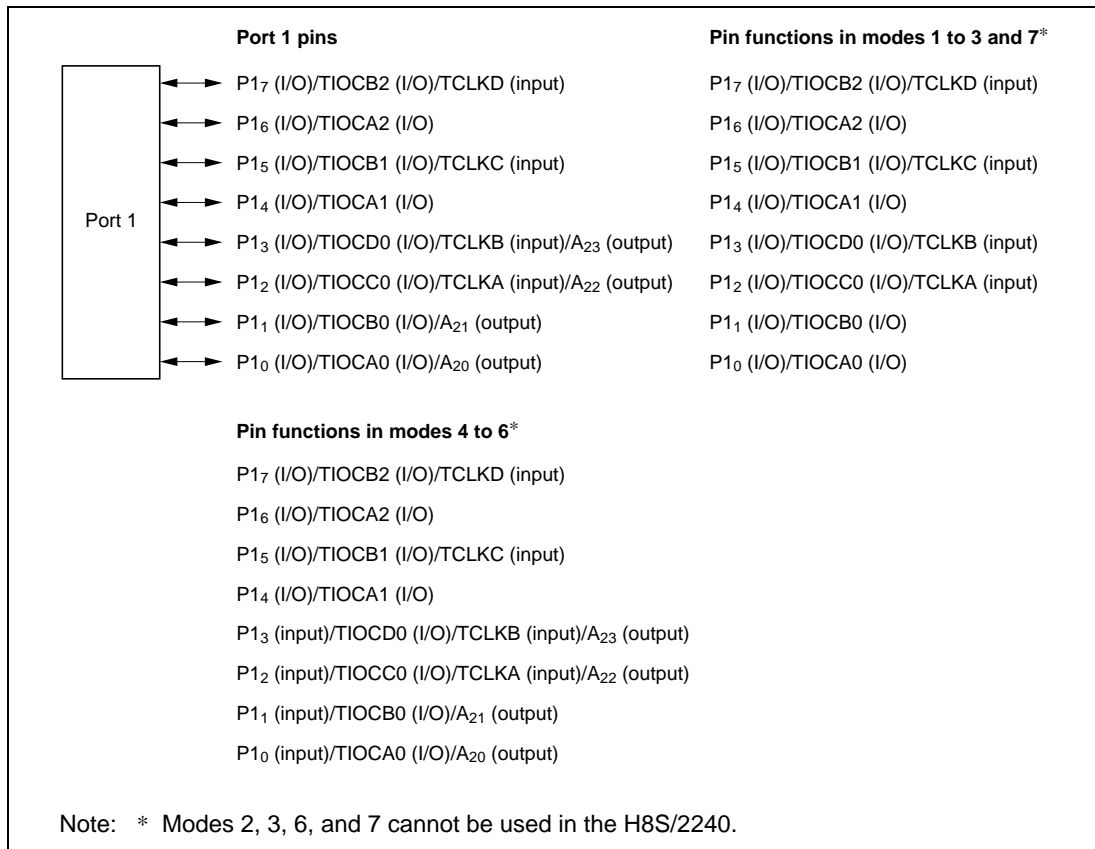 Port 1 pins
Pin functions in modes 1 to 3 and 7*
Port 1
P1₇ (I/O)/TIOCB2 (I/O)/TCLKD (input)
P1₆ (I/O)/TIOCA2 (I/O)
P1₅ (I/O)/TIOCB1 (I/O)/TCLKC (input)
P1₄ (I/O)/TIOCA1 (I/O)
P1₃ (I/O)/TIOCD0 (I/O)/TCLKB (input)/A₂₃ (output)
P1₂ (I/O)/TIOCC0 (I/O)/TCLKA (input)/A₂₂ (output)
P1₁ (I/O)/TIOCB0 (I/O)/A₂₁ (output)
P1₀ (I/O)/TIOCA0 (I/O)/A₂₀ (output)
P1₇ (I/O)/TIOCB2 (I/O)/TCLKD (input)
P1₆ (I/O)/TIOCA2 (I/O)
P1₅ (I/O)/TIOCB1 (I/O)/TCLKC (input)
P1₄ (I/O)/TIOCA1 (I/O)
P1₃ (I/O)/TIOCD0 (I/O)/TCLKB (input)
P1₂ (I/O)/TIOCC0 (I/O)/TCLKA (input)
P1₁ (I/O)/TIOCB0 (I/O)
P1₀ (I/O)/TIOCA0 (I/O)
Pin functions in modes 4 to 6*
P1₇ (I/O)/TIOCB2 (I/O)/TCLKD (input)
P1₆ (I/O)/TIOCA2 (I/O)
P1₅ (I/O)/TIOCB1 (I/O)/TCLKC (input)
P1₄ (I/O)/TIOCA1 (I/O)
P1₃ (input)/TIOCD0 (I/O)/TCLKB (input)/A₂₃ (output)
P1₂ (input)/TIOCC0 (I/O)/TCLKA (input)/A₂₂ (output)
P1₁ (input)/TIOCB0 (I/O)/A₂₁ (output)
P1₀ (input)/TIOCA0 (I/O)/A₂₀ (output)
Note: * Modes 2, 3, 6, and 7 cannot be used in the H8S/2240.